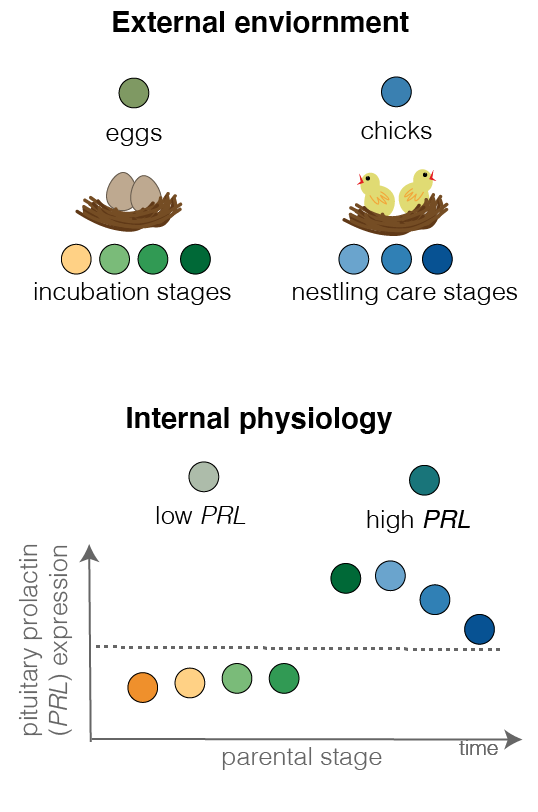 External enviornment
eggs
chicks
incubation stages
nestling care stages
Internal physiology
low PRL
high PRL
pituitary prolactin
(PRL) expression
time
parental stage